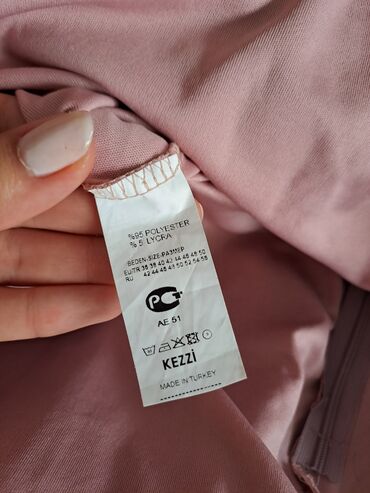 %95 POLYESTER
% 5 LYCRA
/BEDEN-SIZE-РАЗМЕР
EU/TR 36 38 40 42 44 46 48 50
RU 42 44 46 48 50 52 54 56
РСТ
AE 51
KEZZİ
MADE IN TURKEY